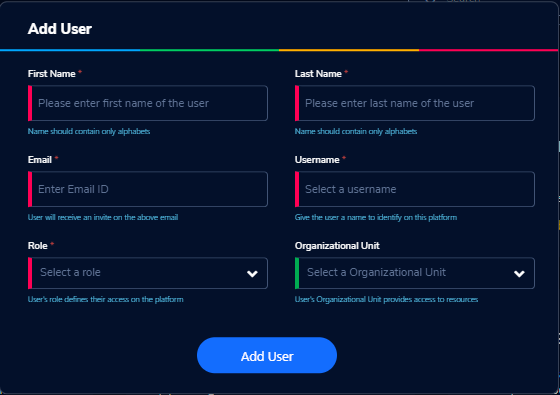 Add User
First Name *
Last Name *
Please enter first name of the user
Please enter last name of the user
Name should contain only alphabets
Name should contain only alphabets
Email *
Username *
Enter Email ID
Select a username
User will receive an invite on the above email
Give the user a name to identify on this platform
Role *
Organizational Unit
Select a role
Select a Organizational Unit
User's role defines their access on the platform
User's Organizational Unit provides access to resources
Add User